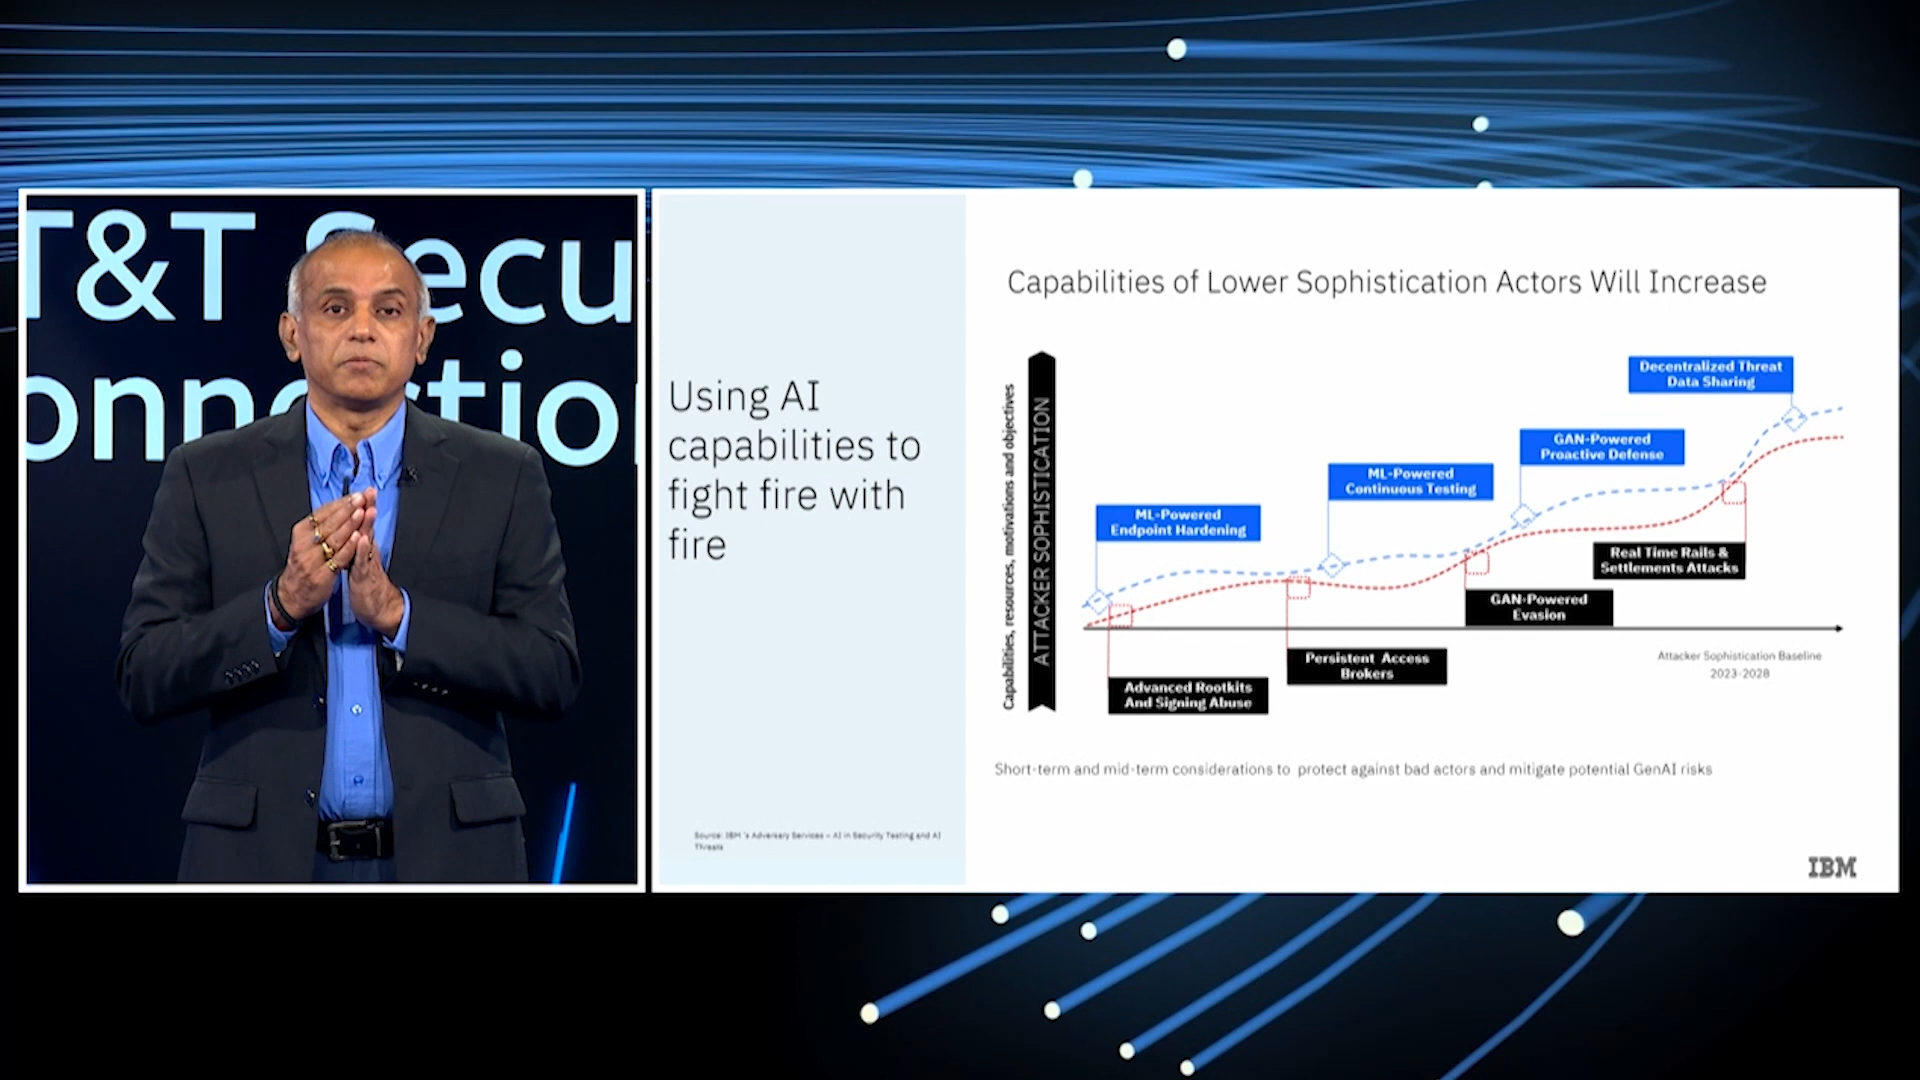 T&T Secu
onnectio
Using AI
capabilities to
fight fire with
fire
Source: IBM 's Adversary Services – AI in Security Testing and AI
Threats
Capabilities of Lower Sophistication Actors Will Increase
Capabilities, resources, motivations and objectives
ATTACKER SOPHISTICATION
Decentralized Threat
Data Sharing
GAN-Powered
Proactive Defense
ML-Powered
Continuous Testing
ML-Powered
Endpoint Hardening
Real Time Rails &
Settlements Attacks
GAN-Powered
Evasion
Persistent Access
Brokers
Advanced Rootkits
And Signing Abuse
Attacker Sophistication Baseline
2023-2028
Short-term and mid-term considerations to protect against bad actors and mitigate potential GenAI risks
IBM